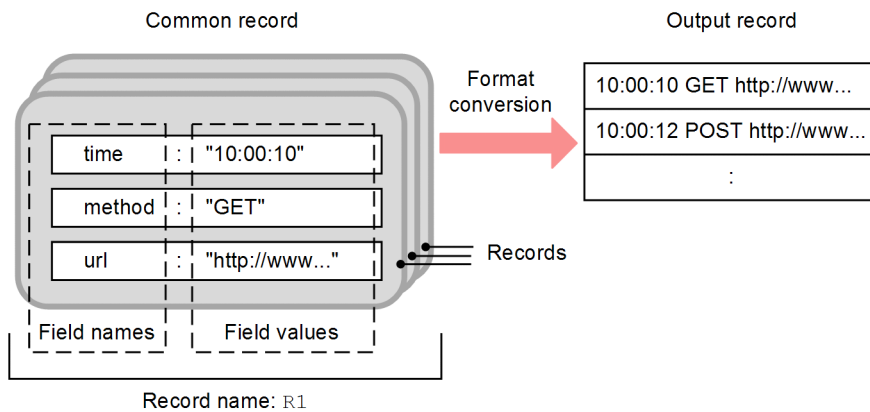 Common record
Output record
Format
conversion
10:00:10 GET http://www...
10:00:12 POST http://www...
:
time : "10:00:10"
method : "GET"
url : "http://www..."
Records
Field names
Field values
Record name: R1